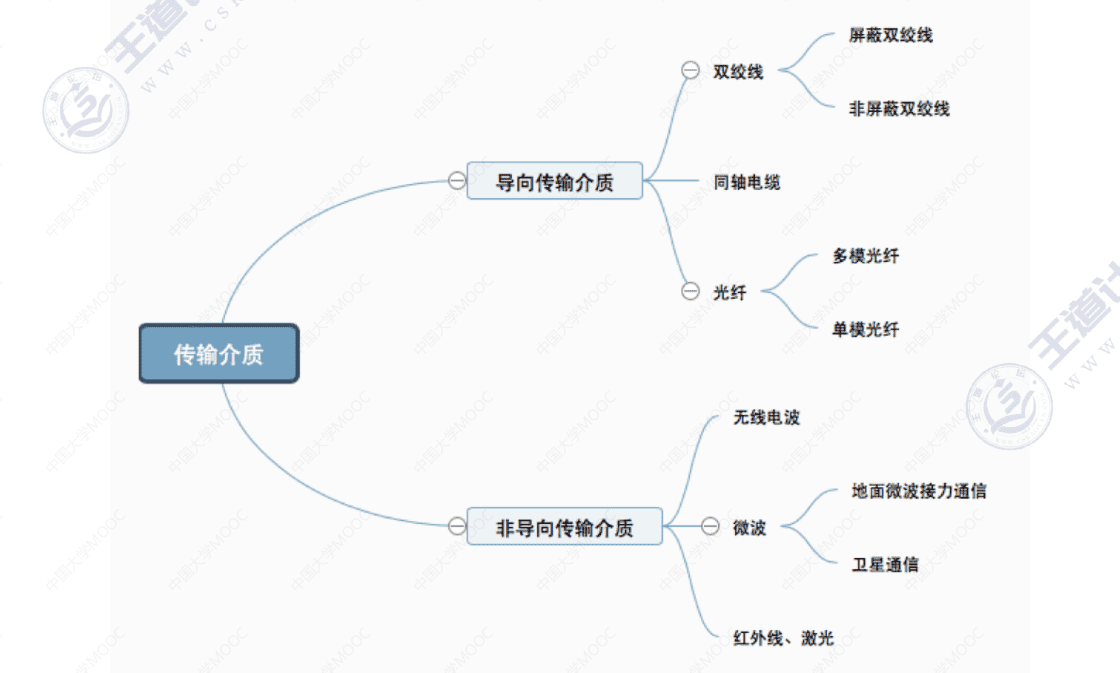 王道计
www.cs
屏蔽双绞线
双绞线
非屏蔽双绞线
导向传输介质
同轴电缆
多模光纤
光纤
单模光纤
传输介质
王道计
www
无线电波
地面微波接力通信
非导向传输介质
微波
卫星通信
红外线、激光
中国大学MOOC